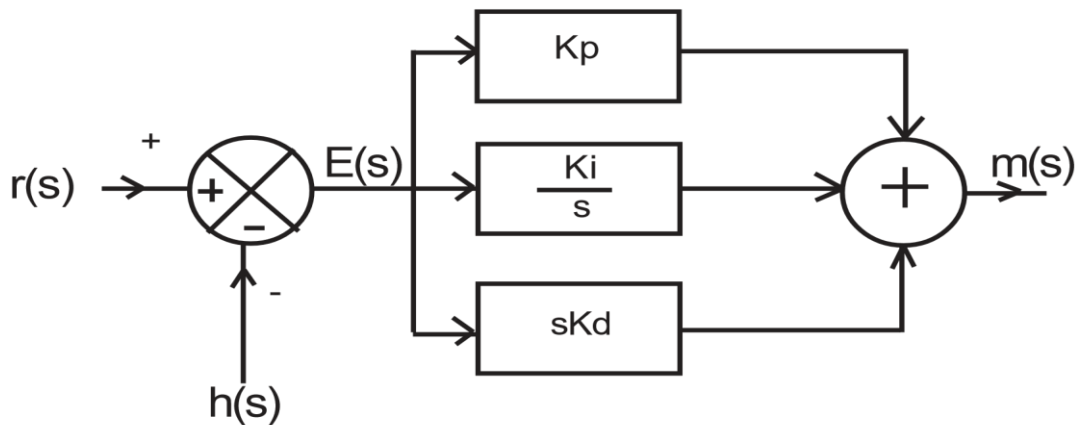 Kp
+
r(s)
+
-
E(s)
Ki
s
+
m(s)
-
sKd
h(s)